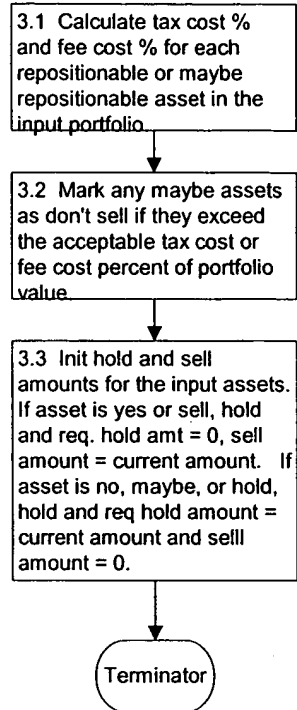 3.1 Calculate tax cost %
and fee cost % for each
repositionable or maybe
repositionable asset in the
input portfolio
3.2 Mark any maybe assets
as don't sell if they exceed
the acceptable tax cost or
fee cost percent of portfolio
value
3.3 Init hold and sell
amounts for the input assets.
If asset is yes or sell, hold
and req. hold amt = 0, sell
amount = current amount. If
asset is no, maybe, or hold,
hold and req hold amount =
current amount and selll
amount = 0.
Terminator